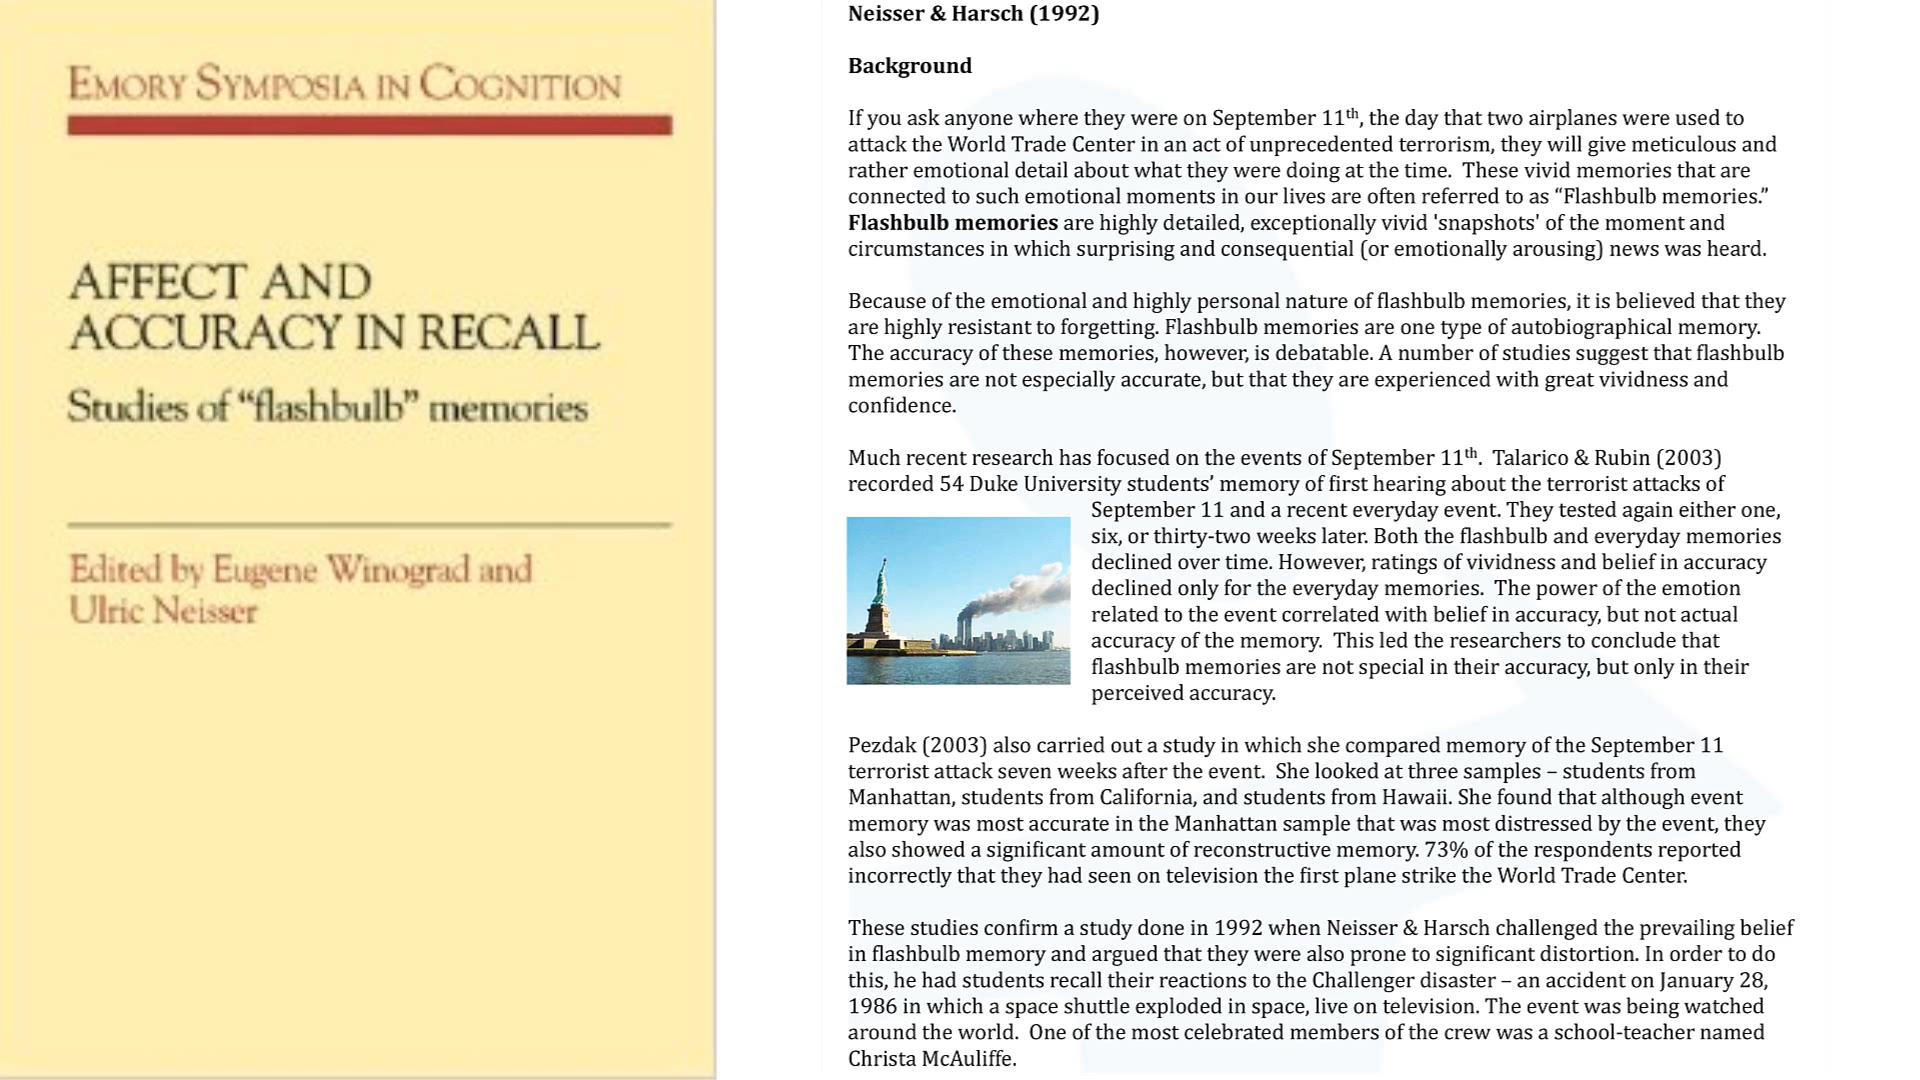 EMORY SYMPOSIA IN COGNITION
AFFECT AND
ACCURACY IN RECALL
Studies of “flashbulb” memories
Edited by Eugene Winograd and
Ulric Neisser
Neisser & Harsch (1992)
Background
If you ask anyone where they were on September 11th, the day that two airplanes were used to
attack the World Trade Center in an act of unprecedented terrorism, they will give meticulous and
rather emotional detail about what they were doing at the time. These vivid memories that are
connected to such emotional moments in our lives are often referred to as “Flashbulb memories.”
Flashbulb memories are highly detailed, exceptionally vivid 'snapshots' of the moment and
circumstances in which surprising and consequential (or emotionally arousing) news was heard.
Because of the emotional and highly personal nature of flashbulb memories, it is believed that they
are highly resistant to forgetting. Flashbulb memories are one type of autobiographical memory.
The accuracy of these memories, however, is debatable. A number of studies suggest that flashbulb
memories are not especially accurate, but that they are experienced with great vividness and
confidence.
Much recent research has focused on the events of September 11th. Talarico & Rubin (2003)
recorded 54 Duke University students’ memory of first hearing about the terrorist attacks of
September 11 and a recent everyday event. They tested again either one,
six, or thirty-two weeks later. Both the flashbulb and everyday memories
declined over time. However, ratings of vividness and belief in accuracy
declined only for the everyday memories. The power of the emotion
related to the event correlated with belief in accuracy, but not actual
accuracy of the memory. This led the researchers to conclude that
flashbulb memories are not special in their accuracy, but only in their
perceived accuracy.
Pezdak (2003) also carried out a study in which she compared memory of the September 11
terrorist attack seven weeks after the event. She looked at three samples – students from
Manhattan, students from California, and students from Hawaii. She found that although event
memory was most accurate in the Manhattan sample that was most distressed by the event, they
also showed a significant amount of reconstructive memory. 73% of the respondents reported
incorrectly that they had seen on television the first plane strike the World Trade Center.
These studies confirm a study done in 1992 when Neisser & Harsch challenged the prevailing belief
in flashbulb memory and argued that they were also prone to significant distortion. In order to do
this, he had students recall their reactions to the Challenger disaster – an accident on January 28,
1986 in which a space shuttle exploded in space, live on television. The event was being watched
around the world. One of the most celebrated members of the crew was a school-teacher named
Christa McAuliffe.